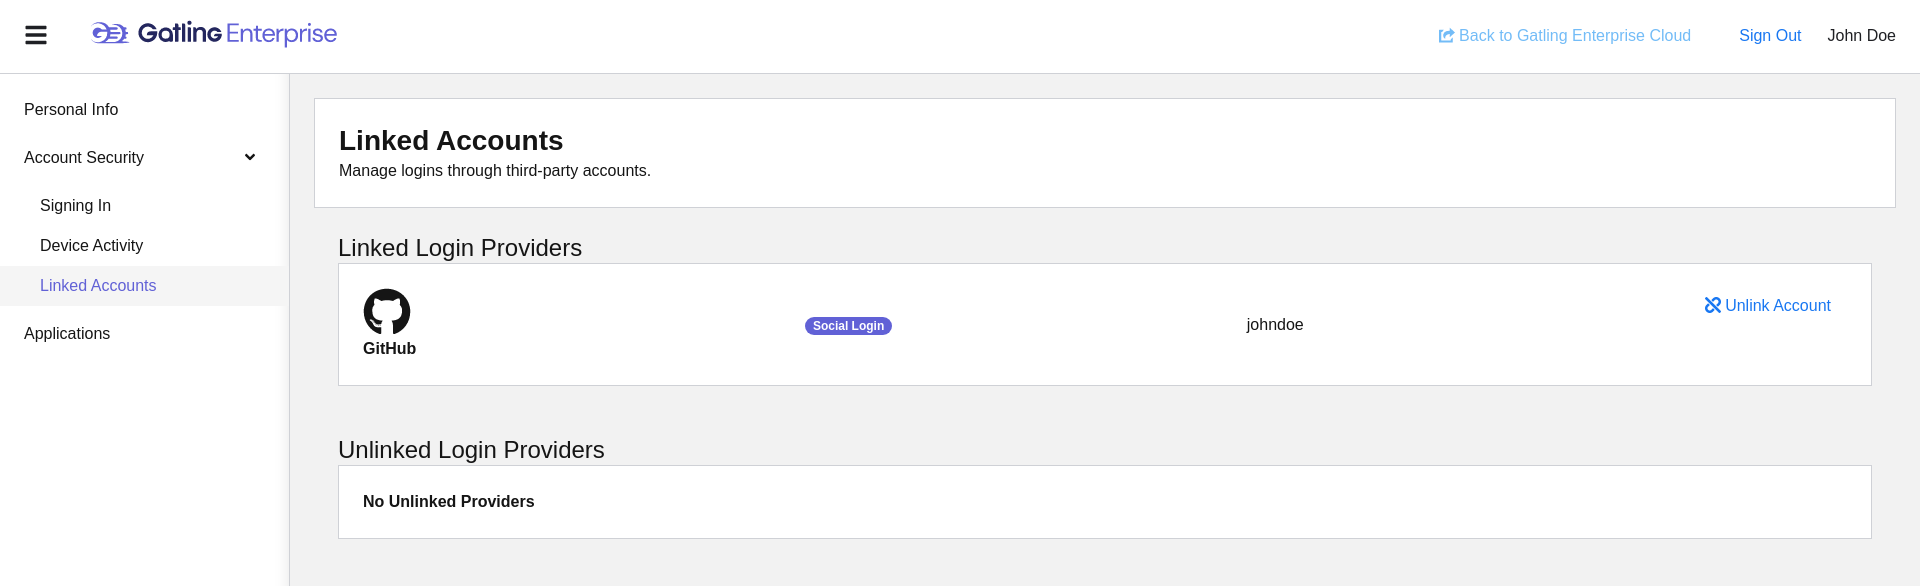 Gatling Enterprise
Back to Gatling Enterprise Cloud
Sign Out
John Doe
Personal Info
Account Security
Signing In
Device Activity
Linked Accounts
Applications
Linked Accounts
Manage logins through third-party accounts.
Linked Login Providers
GitHub
Social Login
johndoe
Unlink Account
Unlinked Login Providers
No Unlinked Providers